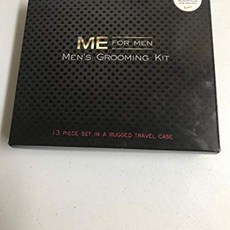 ME FOR MEN
MEN'S GROOMING KIT
13 PIECE SET IN A RUGGED TRAVEL CASE